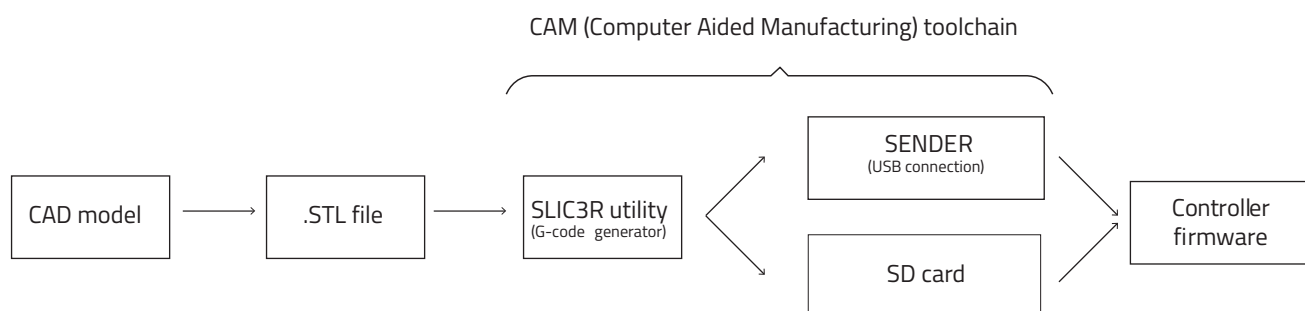 CAM (Computer Aided Manufacturing) toolchain
CAD model
.STL file
SLIC3R utility
(G-code generator)
SENDER
(USB connection)
SD card
Controller
firmware